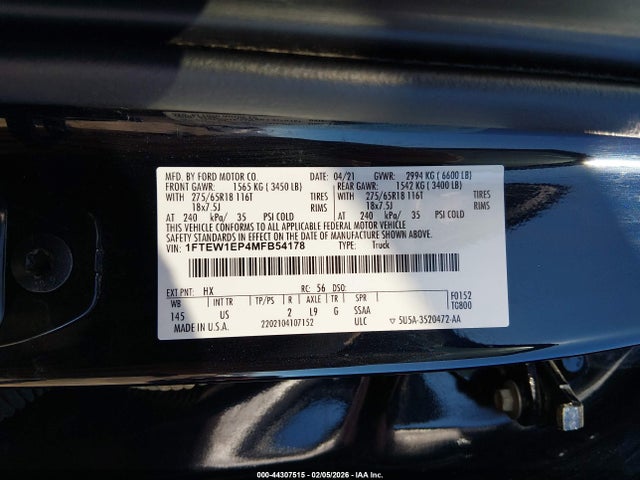 MFD. BY FORD MOTOR CO. DATE: 04/21 GVWR: 2994 KG ( 6600 LB)
FRONT GAWR: 1565 KG ( 3450 LB) REAR GAWR: 1542 KG ( 3400 LB)
WITH 275/65R18 116T TIRES WITH 275/65R18 116T TIRES
18x7.5J RIMS 18x7.5J RIMS
AT 240 kPa/ 35 PSI COLD AT 240 kPa/ 35 PSI COLD
THIS VEHICLE CONFORMS TO ALL APPLICABLE FEDERAL MOTOR VEHICLE
SAFETY STANDARDS IN EFFECT ON THE DATE OF MANUFACTURE SHOWN ABOVE.
VIN: 1FTEW1EP4MFB54178 TYPE: Truck
EXT PNT: HX RC: 56 DSO:
WB INT TR TP/PS R AXLE TR SPR F0152
145 US 2 L9 G SSAA TC800
MADE IN U.S.A. 2202104107152 ULC ▽ 5U5A-3520472-AA
000-44307515 - 02/05/2026 - IAA Inc.